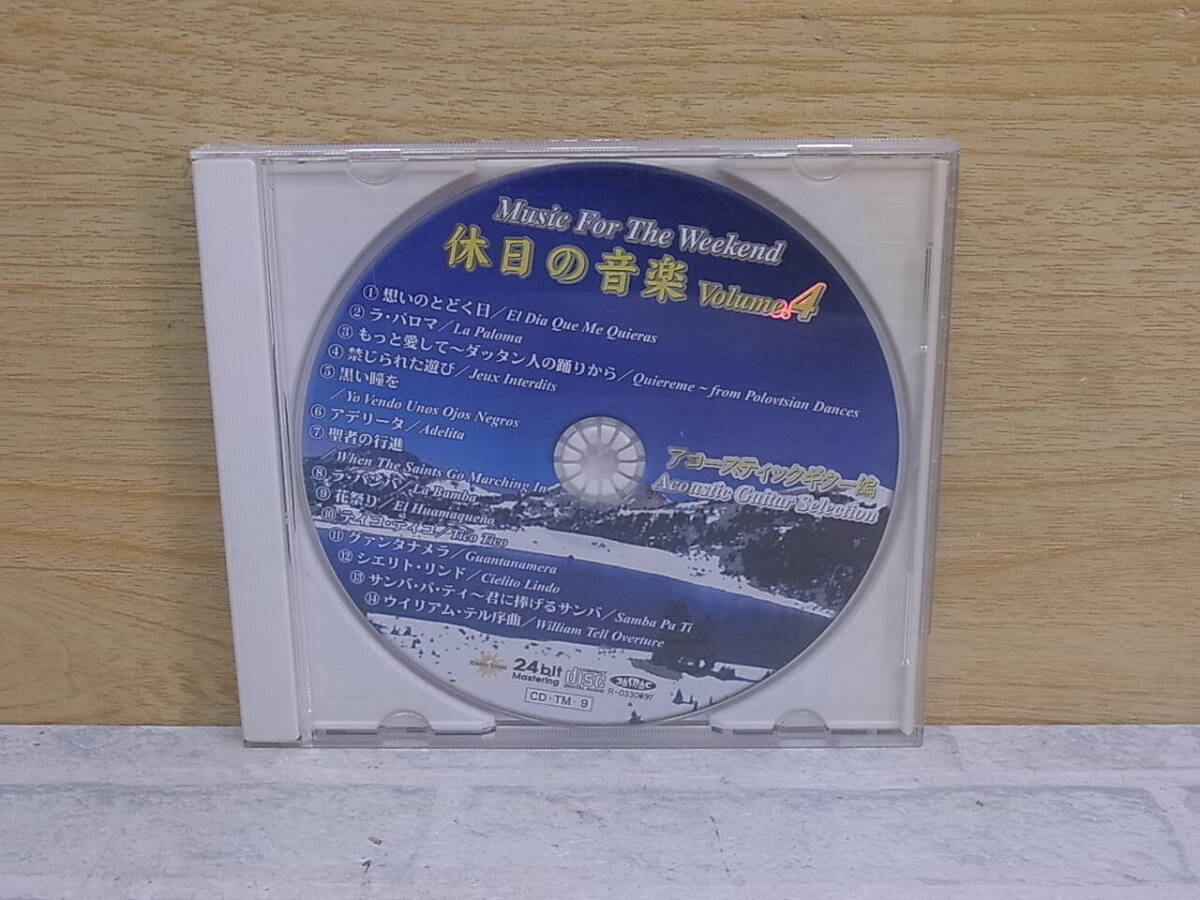 Music For The Weekend
休日の音楽 Volume.4
① 想いのとどく日／El Dia Que Me Quieras
② ラ・パロマ／La Paloma
③ もっと愛して～ダッタン人の踊りから／Quiereme ~ from Polovtsian Dances
④ 禁じられた遊び／Jeux Interdits
⑤ 黒い瞳を
／Yo Vendo Unos Ojos Negros
⑥ アデリータ／Adelita
⑦ 聖者の行進
／When The Saints Go Marching In
⑧ ラ・バンバ／La Bamba
⑨ 花祭り／El Huamaqueño
⑩ ティコ・ティコ／Tico Tico
⑪ グァンタナメラ／Guantanamera
⑫ シエリト・リンド／Cielito Lindo
⑬ サンバ・パ・ティ～君に捧げるサンバ／Samba Pa Ti
⑭ ウイリアム・テル序曲／William Tell Overture
アコースティックギター編
Acoustic Guitar Selection
24bit
Mastering
COMPACT
disc
DIGITAL AUDIO
JASRAC
R-0330897
CD-TM-9